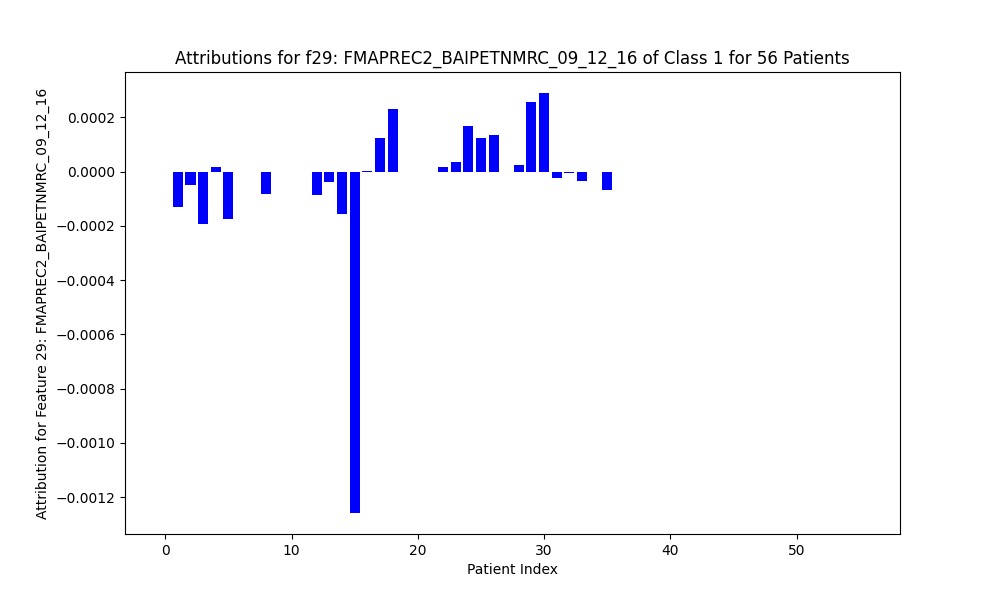 Attributions for f29: FMAPREC2_BAIPETNMRC_09_12_16 of Class 1 for 56 Patients
Attribution for Feature 29: FMAPREC2_BAIPETNMRC_09_12_16
0.0002
0.0000
−0.0002
−0.0004
−0.0006
−0.0008
−0.0010
−0.0012
0 10 20 30 40 50
Patient Index